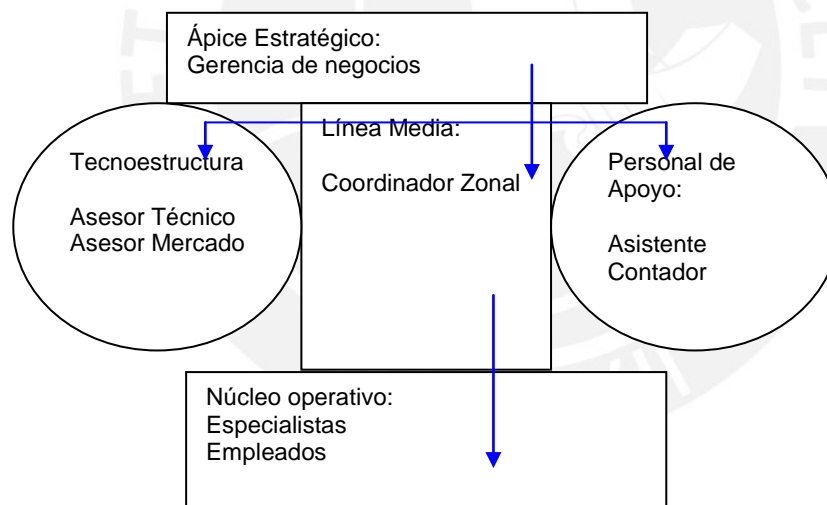 Ápice Estratégico:
Gerencia de negocios
Línea Media:
Coordinador Zonal
Tecnoestructura
Asesor Técnico
Asesor Mercado
Personal de
Apoyo:
Asistente
Contador
Núcleo operativo:
Especialistas
Empleados